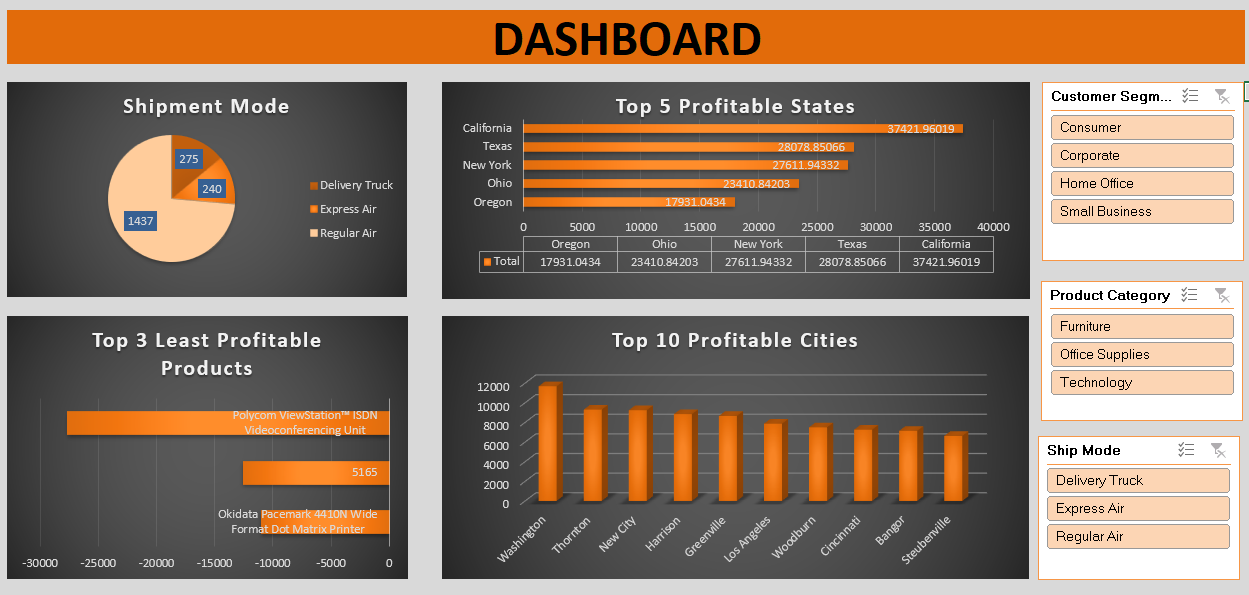 DASHBOARD
Shipment Mode
275
240
1437
Delivery Truck
Express Air
Regular Air
Top 5 Profitable States
California
37421.96019
Texas
28078.85066
New York
27611.94332
Ohio
23410.84203
Oregon
17931.0434
0 5000 10000 15000 20000 25000 30000 35000 40000
Oregon Ohio New York Texas California
Total 17931.0434 23410.84203 27611.94332 28078.85066 37421.96019
Customer Segm...
Consumer
Corporate
Home Office
Small Business
Product Category
Furniture
Office Supplies
Technology
Ship Mode
Delivery Truck
Express Air
Regular Air
Top 3 Least Profitable
Products
Polycom ViewStation™ ISDN
Videoconferencing Unit
5165
Okidata Pacemark 4410N Wide
Format Dot Matrix Printer
-30000 -25000 -20000 -15000 -10000 -5000 0
Top 10 Profitable Cities
12000
10000
8000
6000
4000
2000
0
Washington
Thornton
New City
Harrison
Greenville
Los Angeles
Woodburn
Cincinnati
Bangor
Steubenville